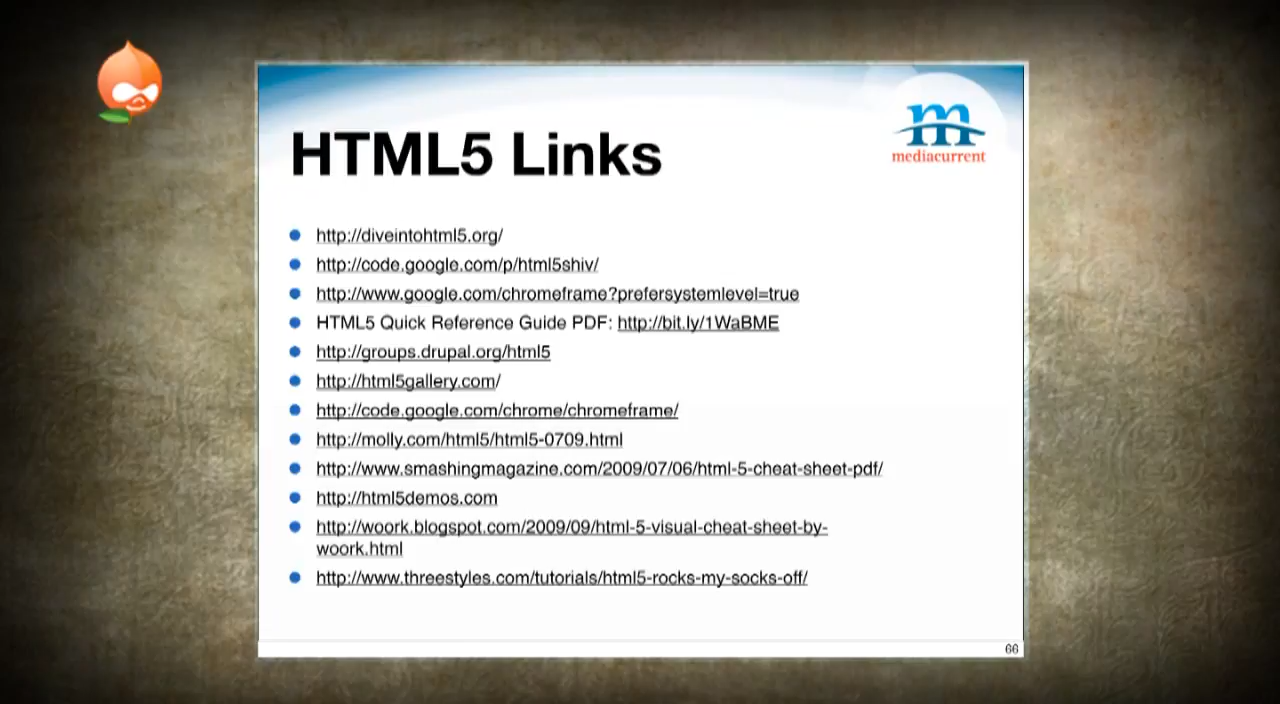 m
mediacurrent
HTML5 Links
http://diveintohtml5.org/
http://code.google.com/p/html5shiv/
http://www.google.com/chromeframe?prefersystemlevel=true
HTML5 Quick Reference Guide PDF: http://bit.ly/1WaBME
http://groups.drupal.org/html5
http://html5gallery.com/
http://code.google.com/chrome/chromeframe/
http://molly.com/html5/html5-0709.html
http://www.smashingmagazine.com/2009/07/06/html-5-cheat-sheet-pdf/
http://html5demos.com
http://woork.blogspot.com/2009/09/html-5-visual-cheat-sheet-by-
woork.html
http://www.threestyles.com/tutorials/html5-rocks-my-socks-off/
66